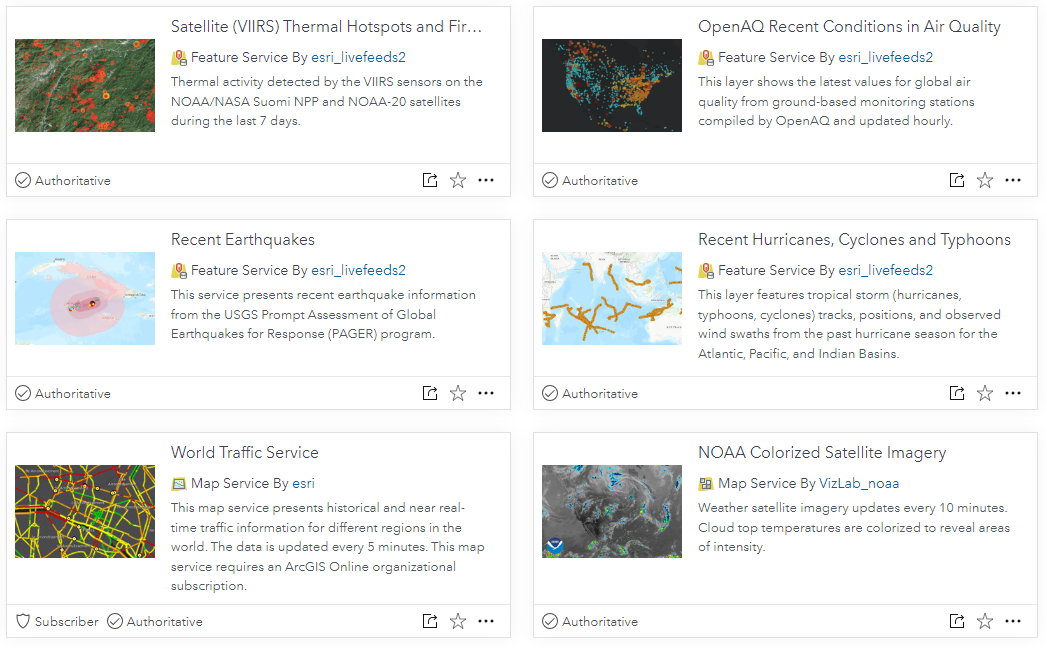 Satellite (VIIRS) Thermal Hotspots and Fir...
Feature Service By esri_livefeeds2
Thermal activity detected by the VIIRS sensors on the
NOAA/NASA Suomi NPP and NOAA-20 satellites
during the last 7 days.
Authoritative
OpenAQ Recent Conditions in Air Quality
Feature Service By esri_livefeeds2
This layer shows the latest values for global air
quality from ground-based monitoring stations
compiled by OpenAQ and updated hourly.
Authoritative
Recent Earthquakes
Feature Service By esri_livefeeds2
This service presents recent earthquake information
from the USGS Prompt Assessment of Global
Earthquakes for Response (PAGER) program.
Authoritative
Recent Hurricanes, Cyclones and Typhoons
Feature Service By esri_livefeeds2
This layer features tropical storm (hurricanes,
typhoons, cyclones) tracks, positions, and observed
wind swaths from the past hurricane season for the
Atlantic, Pacific, and Indian Basins.
Authoritative
World Traffic Service
Map Service By esri
This map service presents historical and near real-
time traffic information for different regions in the
world. The data is updated every 5 minutes. This map
service requires an ArcGIS Online organizational
subscription.
Subscriber Authoritative
NOAA Colorized Satellite Imagery
Map Service By VizLab_noaa
Weather satellite imagery updates every 10 minutes.
Cloud top temperatures are colorized to reveal areas
of intensity.
Authoritative